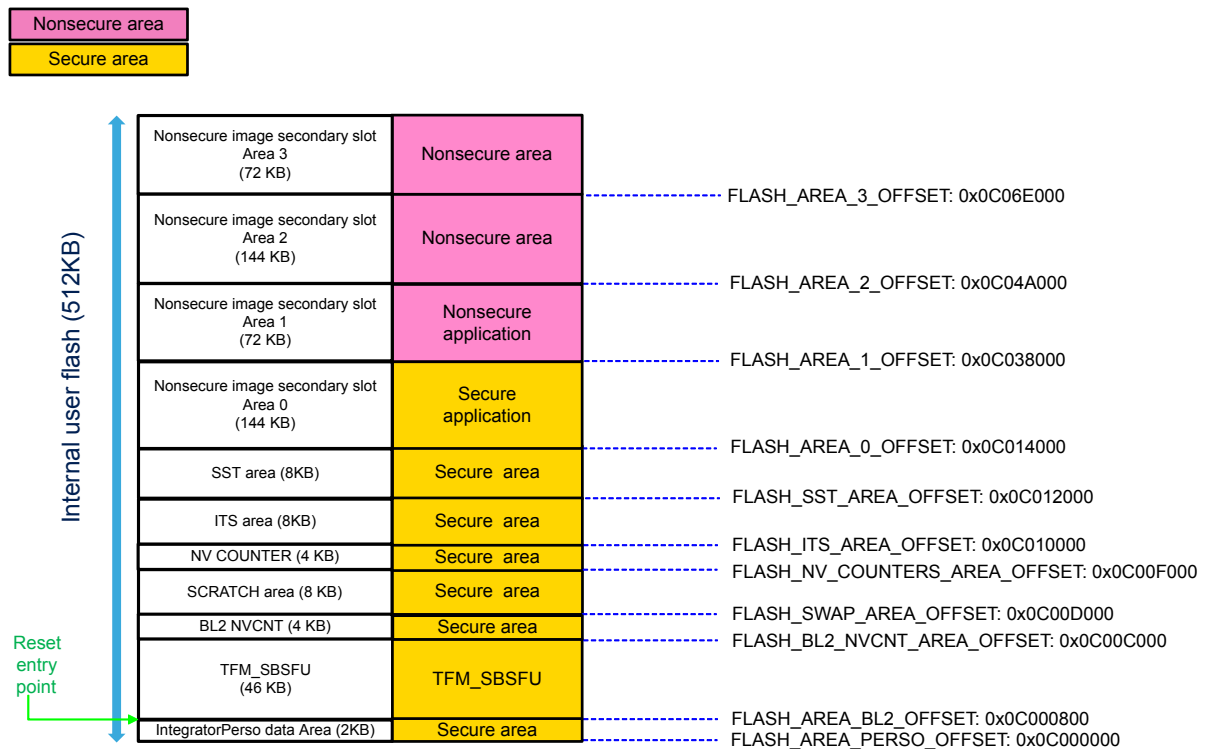 Nonsecure area
Secure area
Internal user flash (512KB)
Nonsecure image secondary slot
Area 3
(72 KB)
Nonsecure area
FLASH_AREA_3_OFFSET: 0x0C06E000
Nonsecure image secondary slot
Area 2
(144 KB)
Nonsecure area
FLASH_AREA_2_OFFSET: 0x0C04A000
Nonsecure image secondary slot
Area 1
(72 KB)
Nonsecure
application
FLASH_AREA_1_OFFSET: 0x0C038000
Nonsecure image secondary slot
Area 0
(144 KB)
Secure
application
FLASH_AREA_0_OFFSET: 0x0C014000
SST area (8KB)
Secure area
FLASH_SST_AREA_OFFSET: 0x0C012000
ITS area (8KB)
Secure area
FLASH_ITS_AREA_OFFSET: 0x0C010000
NV COUNTER (4 KB)
Secure area
FLASH_NV_COUNTERS_AREA_OFFSET: 0x0C00F000
SCRATCH area (8 KB)
Secure area
FLASH_SWAP_AREA_OFFSET: 0x0C00D000
BL2 NVCNT (4 KB)
Secure area
FLASH_BL2_NVCNT_AREA_OFFSET: 0x0C00C000
Reset
entry
point
TFM_SBSFU
(46 KB)
TFM_SBSFU
FLASH_AREA_BL2_OFFSET: 0x0C000800
IntegratorPerso data Area (2KB)
Secure area
FLASH_AREA_PERSO_OFFSET: 0x0C000000